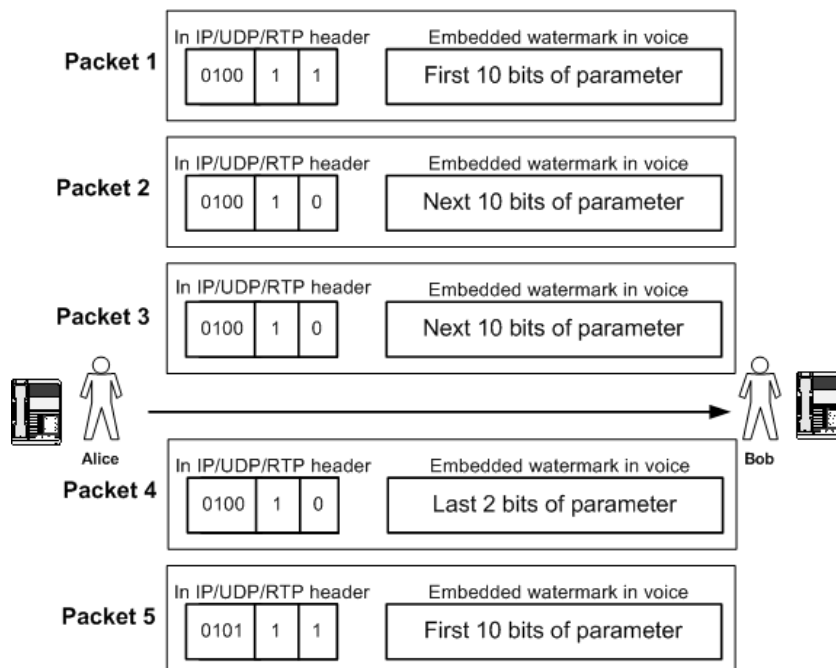 In IP/UDP/RTP header Embedded watermark in voice
Packet 1
0100 1 1 First 10 bits of parameter
In IP/UDP/RTP header Embedded watermark in voice
Packet 2
0100 1 0 Next 10 bits of parameter
In IP/UDP/RTP header Embedded watermark in voice
Packet 3
0100 1 0 Next 10 bits of parameter
Alice Bob
In IP/UDP/RTP header Embedded watermark in voice
Packet 4
0100 1 0 Last 2 bits of parameter
In IP/UDP/RTP header Embedded watermark in voice
Packet 5
0101 1 1 First 10 bits of parameter